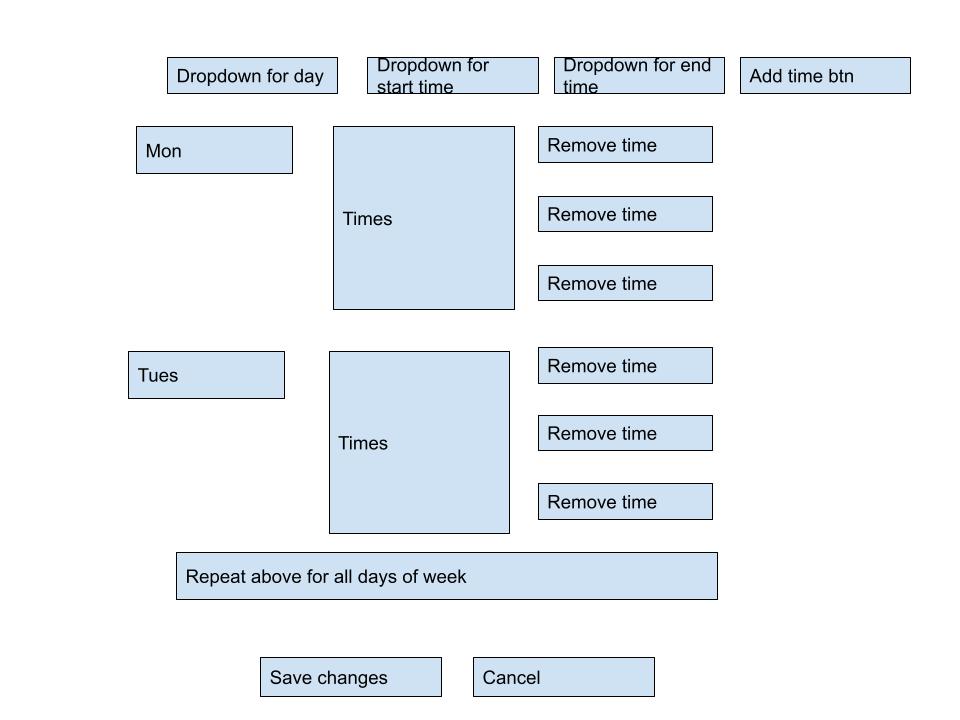 Dropdown for day
Dropdown for
start time
Dropdown for end
time
Add time btn
Mon
Times
Remove time
Remove time
Remove time
Tues
Times
Remove time
Remove time
Remove time
Repeat above for all days of week
Save changes
Cancel